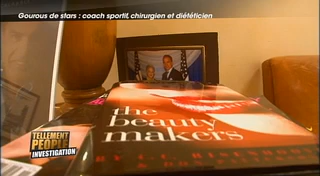 Gourous de stars : coach sportif, chirurgien et diététicien
the
beauty
makers
TELLEMENT
PEOPLE
INVESTIGATION